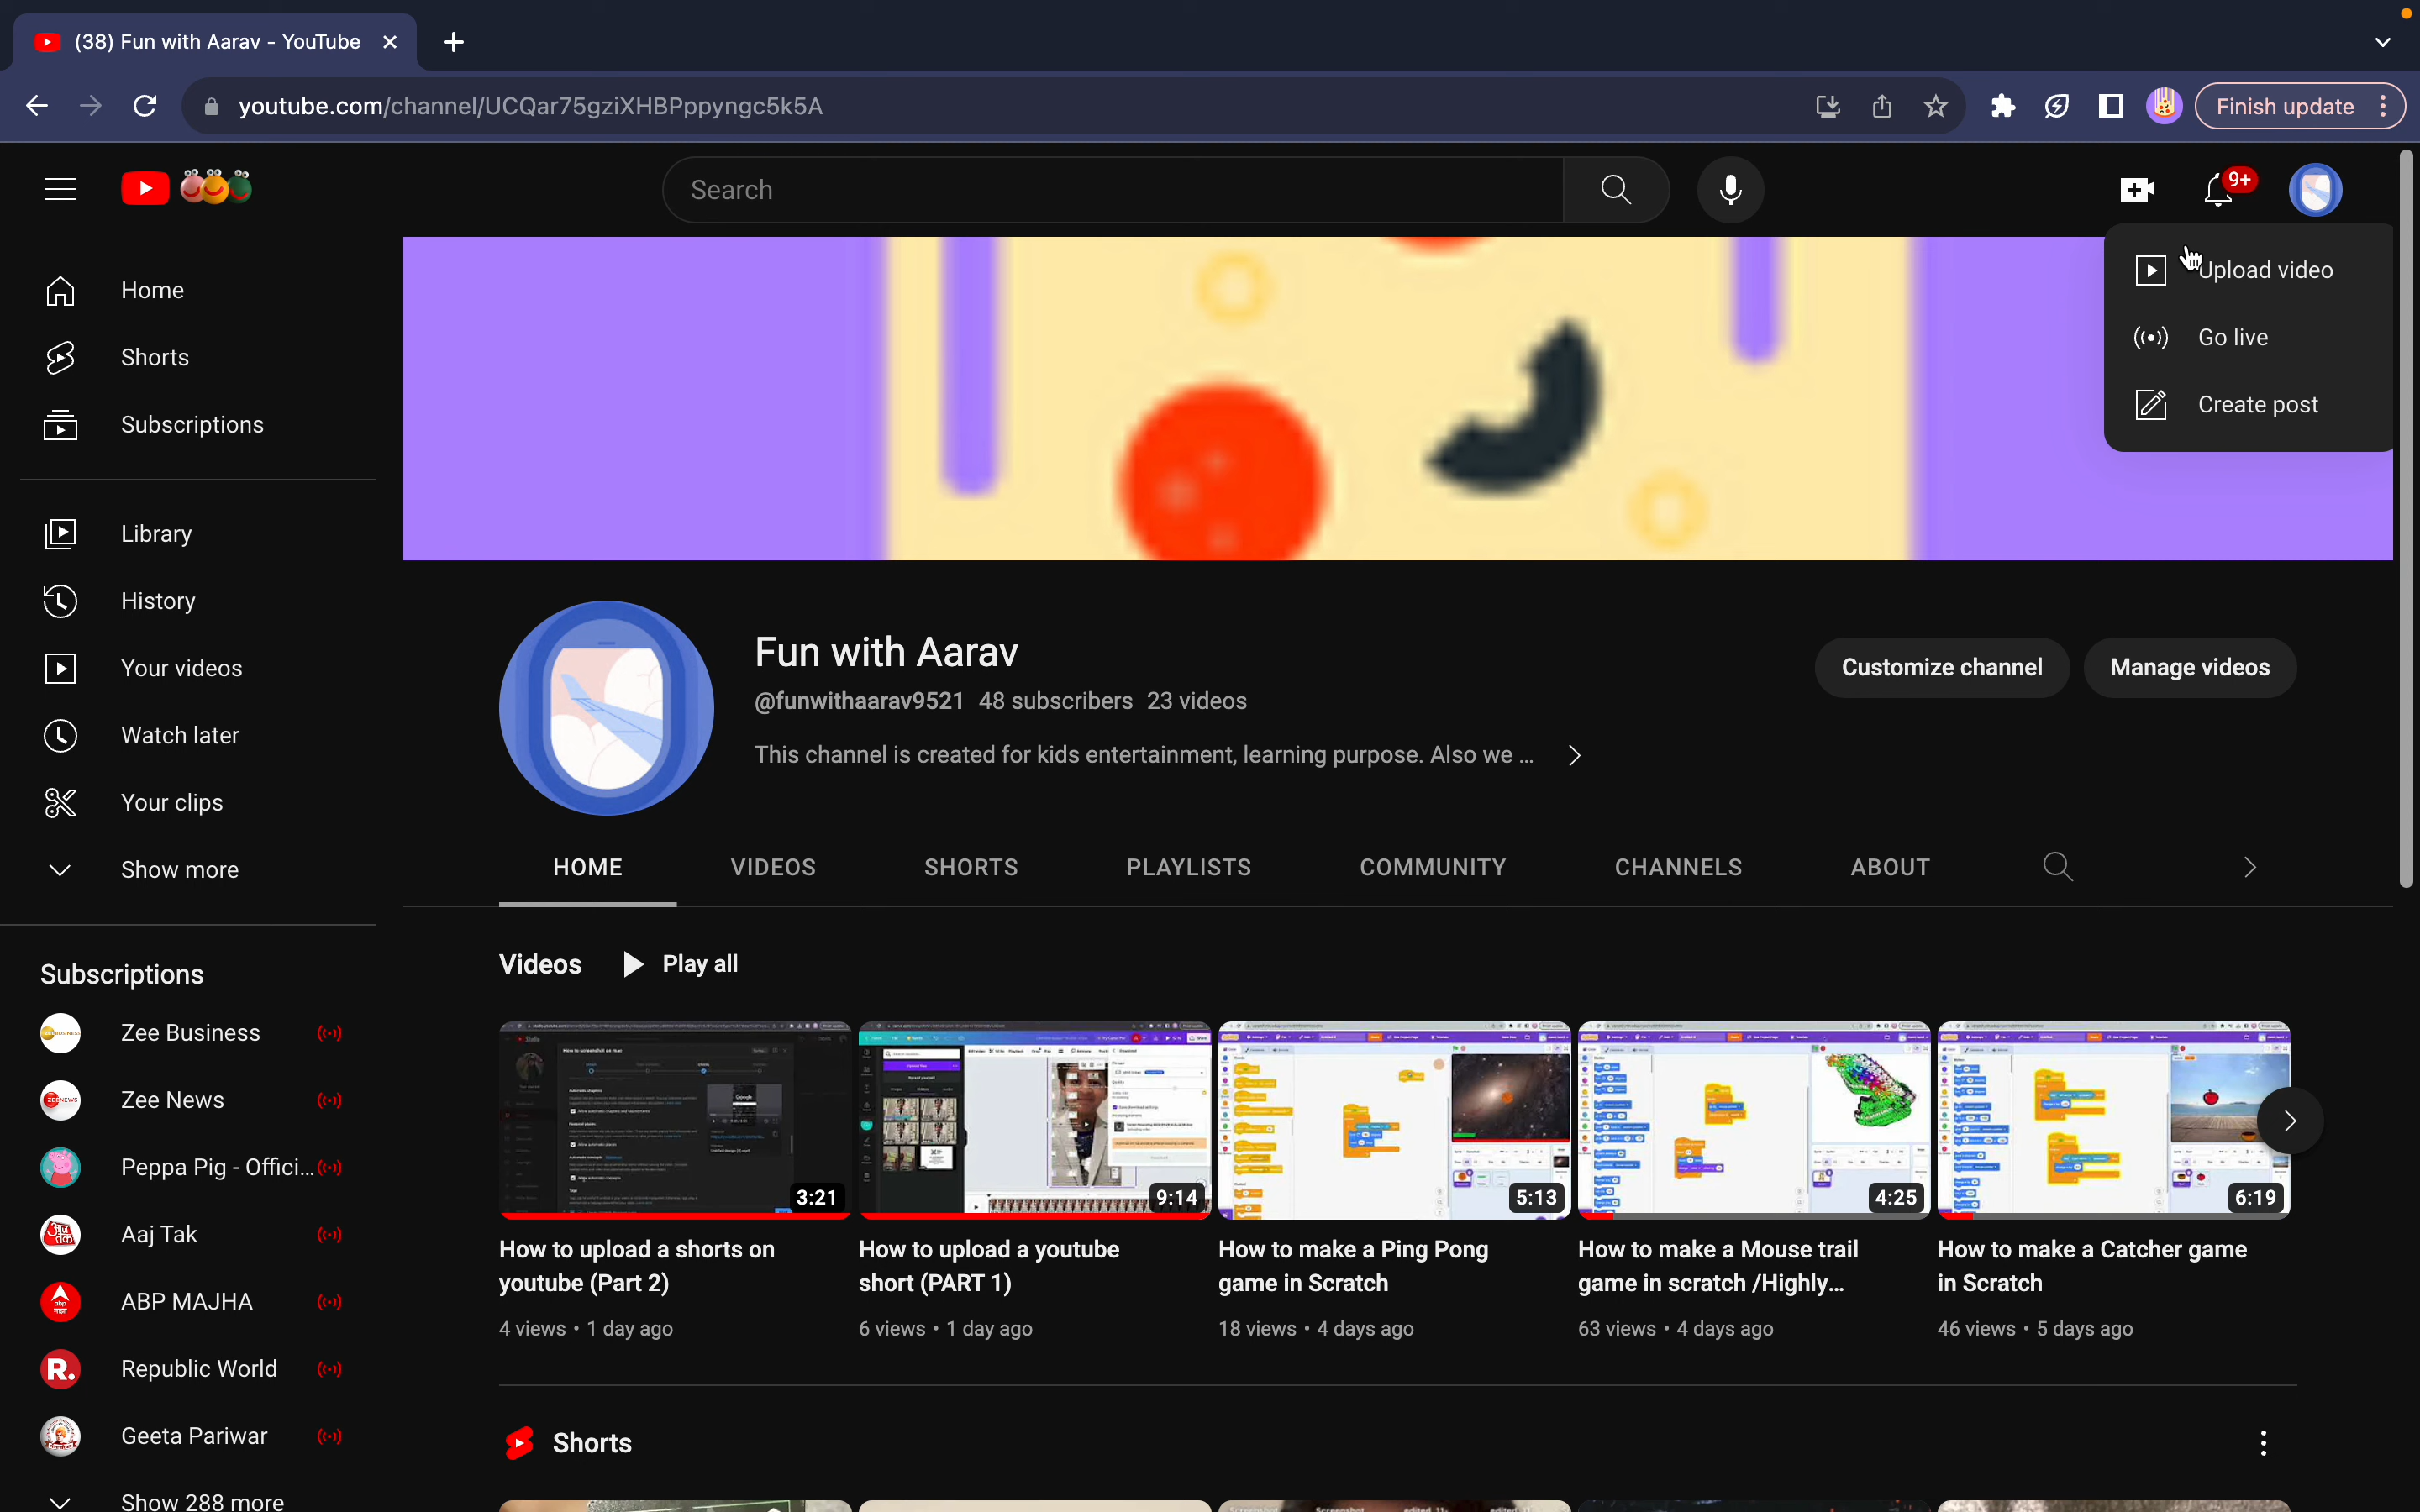 (38) Fun with Aarav - YouTube
youtube.com/channel/UCQar75gziXHBPppyngc5k5A
Finish update
Search
9+
Home
Shorts
Subscriptions
Library
History
Your videos
Watch later
Your clips
Show more
Subscriptions
Zee Business
Zee News
Peppa Pig - Offici...
Aaj Tak
ABP MAJHA
Republic World
Geeta Pariwar
Show 288 more
Upload video
Go live
Create post
Fun with Aarav
@funwithaarav9521 48 subscribers 23 videos
This channel is created for kids entertainment, learning purpose. Also we ...
Customize channel
Manage videos
HOME VIDEOS SHORTS PLAYLISTS COMMUNITY CHANNELS ABOUT
Videos Play all
3:21
How to upload a shorts on
youtube (Part 2)
4 views • 1 day ago
9:14
How to upload a youtube
short (PART 1)
6 views • 1 day ago
5:13
How to make a Ping Pong
game in Scratch
18 views • 4 days ago
4:25
How to make a Mouse trail
game in scratch /Highly...
63 views • 4 days ago
6:19
How to make a Catcher game
in Scratch
46 views • 5 days ago
Shorts